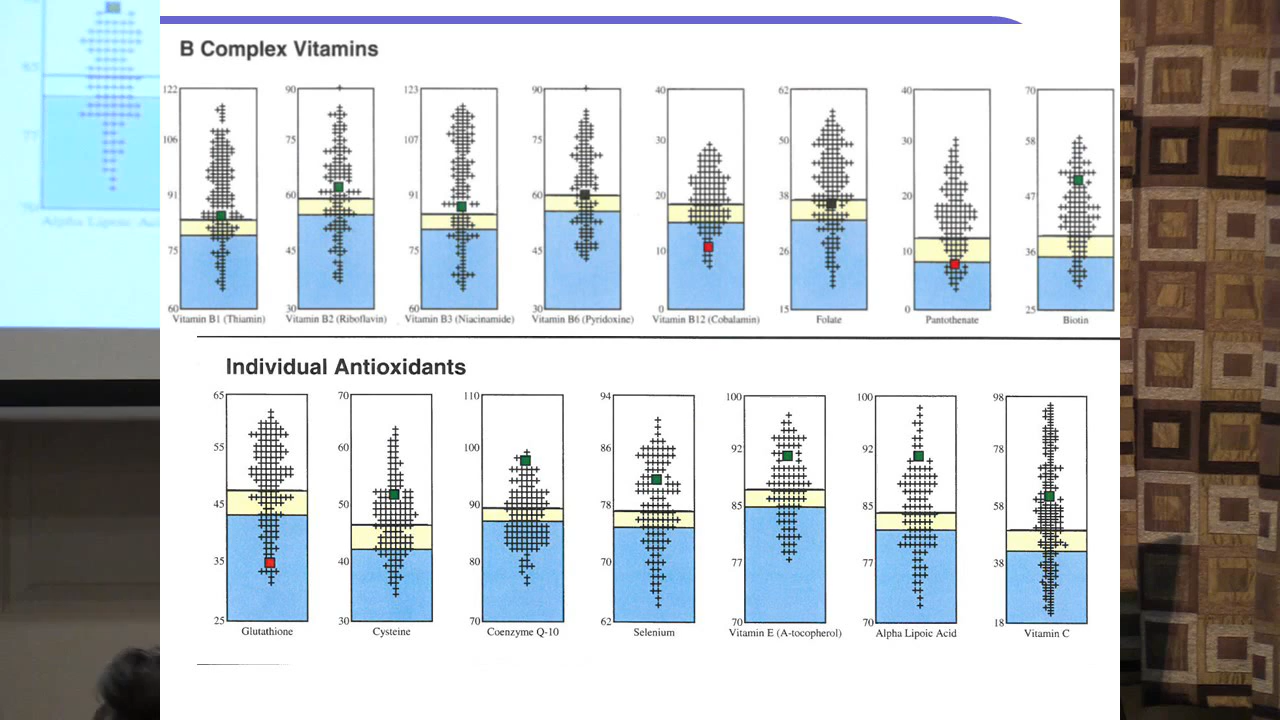 B Complex Vitamins
122 90 123 90 40 62 40 70
106 75 107 75 30 50 30 58
91 60 91 60 20 38 20 47
75 45 75 45 10 26 10 36
60 30 60 30 0 15 0 25
Vitamin B1 (Thiamin) Vitamin B2 (Riboflavin) Vitamin B3 (Niacinamide) Vitamin B6 (Pyridoxine) Vitamin B12 (Cobalamin) Folate Pantothenate Biotin
Individual Antioxidants
65 70 110 94 100 100 98
55 60 100 86 92 92 78
45 50 90 78 85 85 58
35 40 80 70 77 77 38
25 30 70 62 70 70 18
Glutathione Cysteine Coenzyme Q-10 Selenium Vitamin E (A-tocopherol) Alpha Lipoic Acid Vitamin C
85
77
Alpha Lipoic Acid